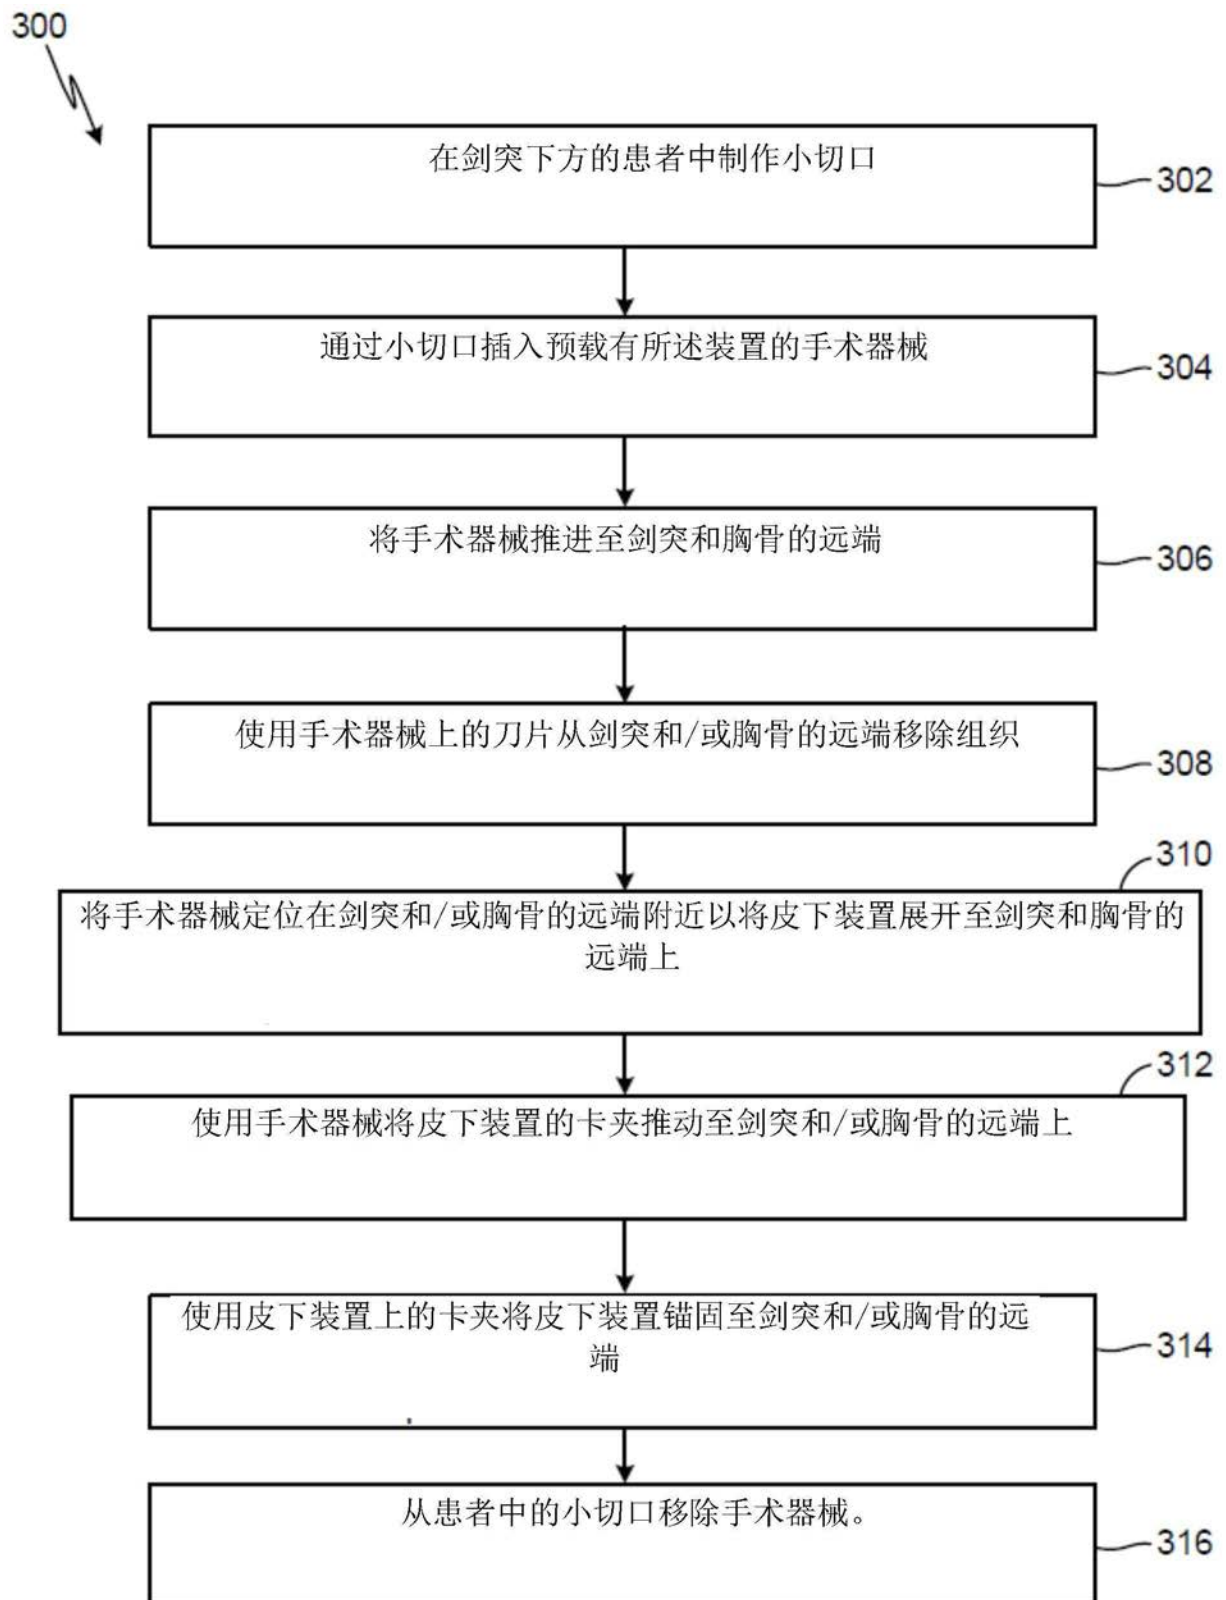 300
在剑突下方的患者中制作小切口
302
通过小切口插入预载有所述装置的手术器械
304
将手术器械推进至剑突和胸骨的远端
306
使用手术器械上的刀片从剑突和/或胸骨的远端移除组织
308
310
将手术器械定位在剑突和/或胸骨的远端附近以将皮下装置展开至剑突和胸骨的
远端上
312
使用手术器械将皮下装置的卡夹推动至剑突和/或胸骨的远端上
使用皮下装置上的卡夹将皮下装置锚固至剑突和/或胸骨的远
端
314
从患者中的小切口移除手术器械。
316